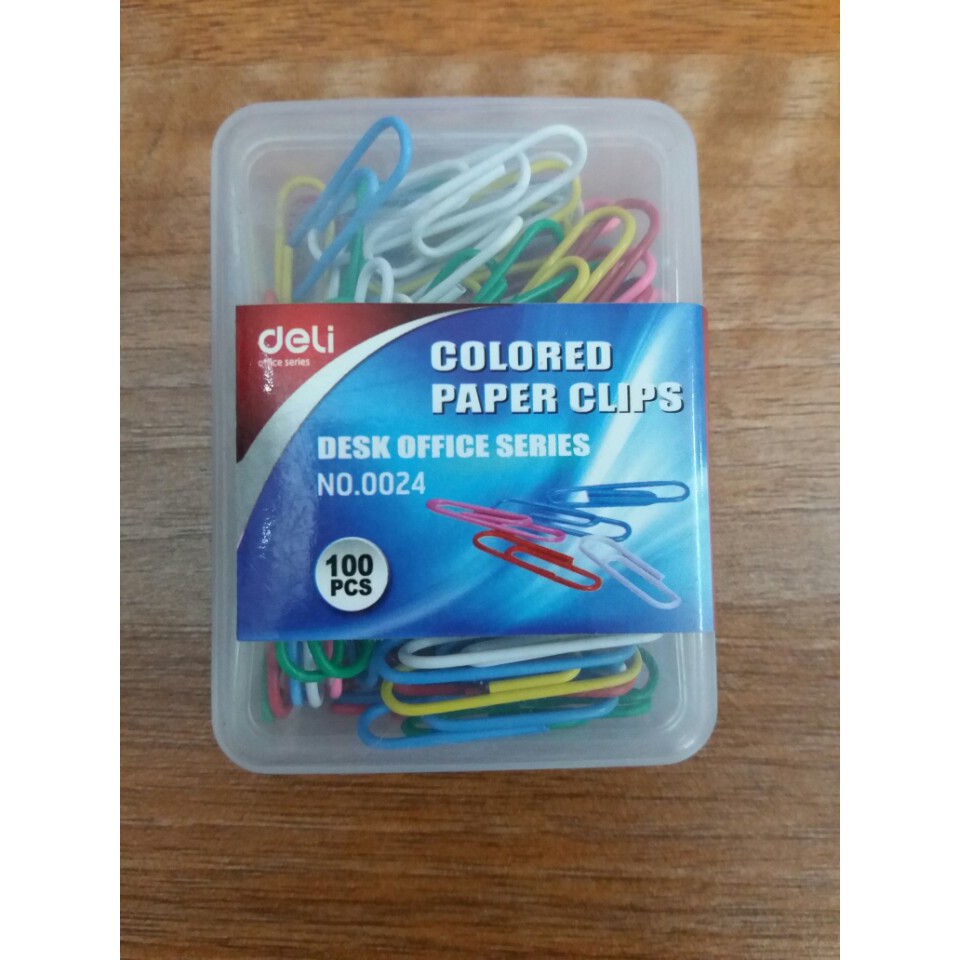 deli
office series
COLORED
PAPER CLIPS
DESK OFFICE SERIES
NO.0024
100
PCS